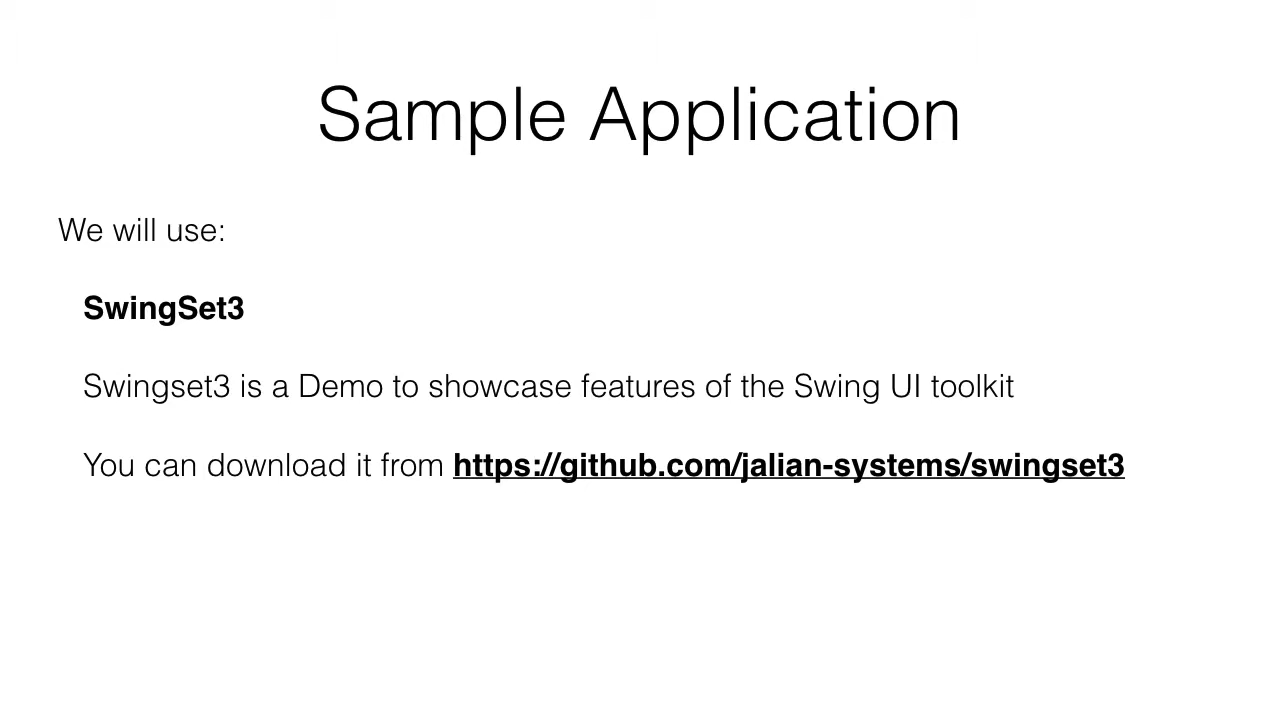 Sample Application
We will use:
SwingSet3
Swingset3 is a Demo to showcase features of the Swing UI toolkit
You can download it from https://github.com/jalian-systems/swingset3